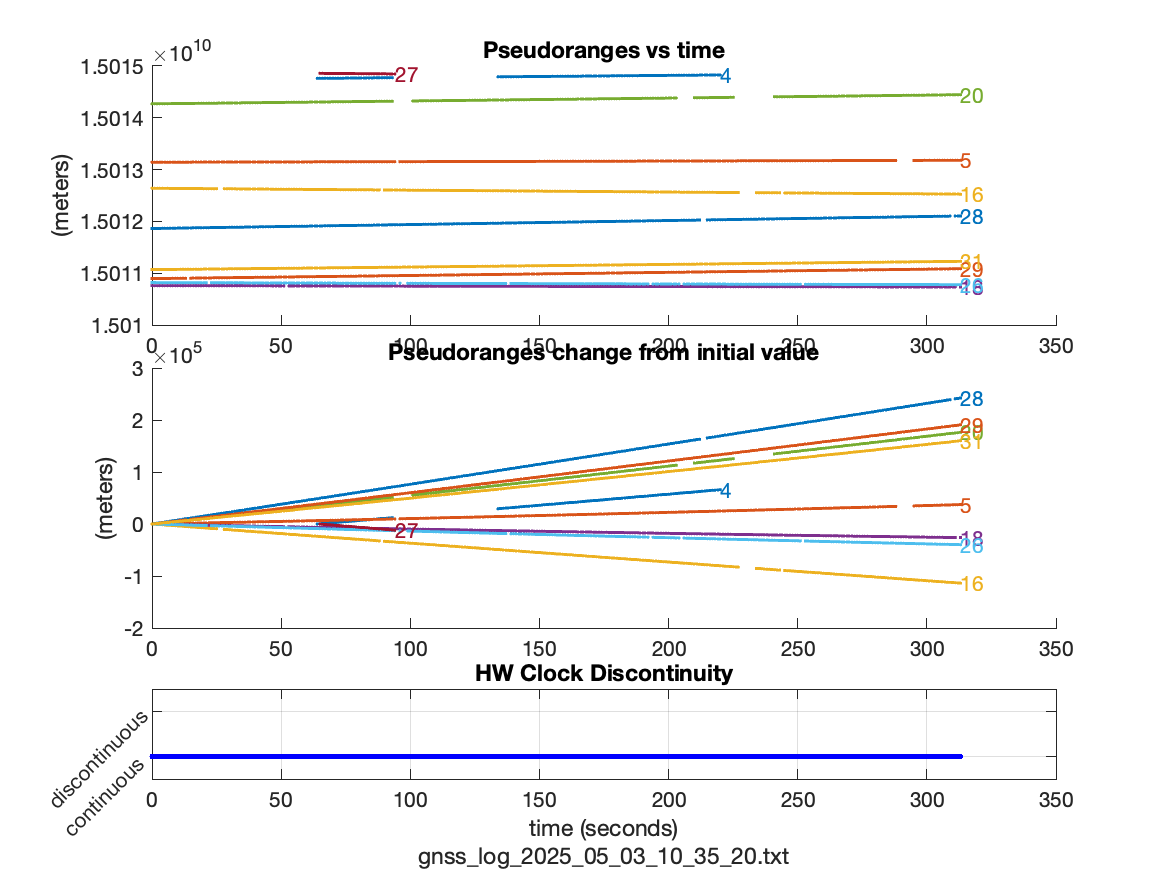 ×10^10
Pseudoranges vs time
1.5015
1.5014
1.5013
1.5012
1.5011
1.501
(meters)
27
4
20
5
16
28
31
29
26
18
0 50 100 150 200 250 300 350
×10^5
Pseudoranges change from initial value
3
2
1
0
-1
-2
(meters)
28
29
20
31
4
5
27
18
26
16
0 50 100 150 200 250 300 350
HW Clock Discontinuity
discontinuous
continuous
0 50 100 150 200 250 300 350
time (seconds)
gnss_log_2025_05_03_10_35_20.txt